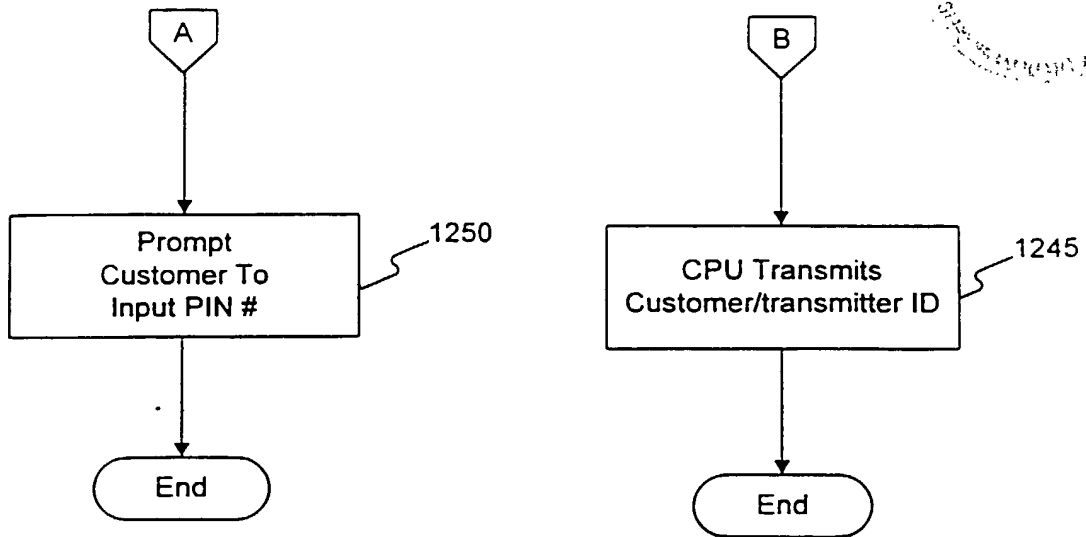 A
Prompt
Customer To
Input PIN #
1250
End
B
CPU Transmits
Customer/transmitter ID
1245
End